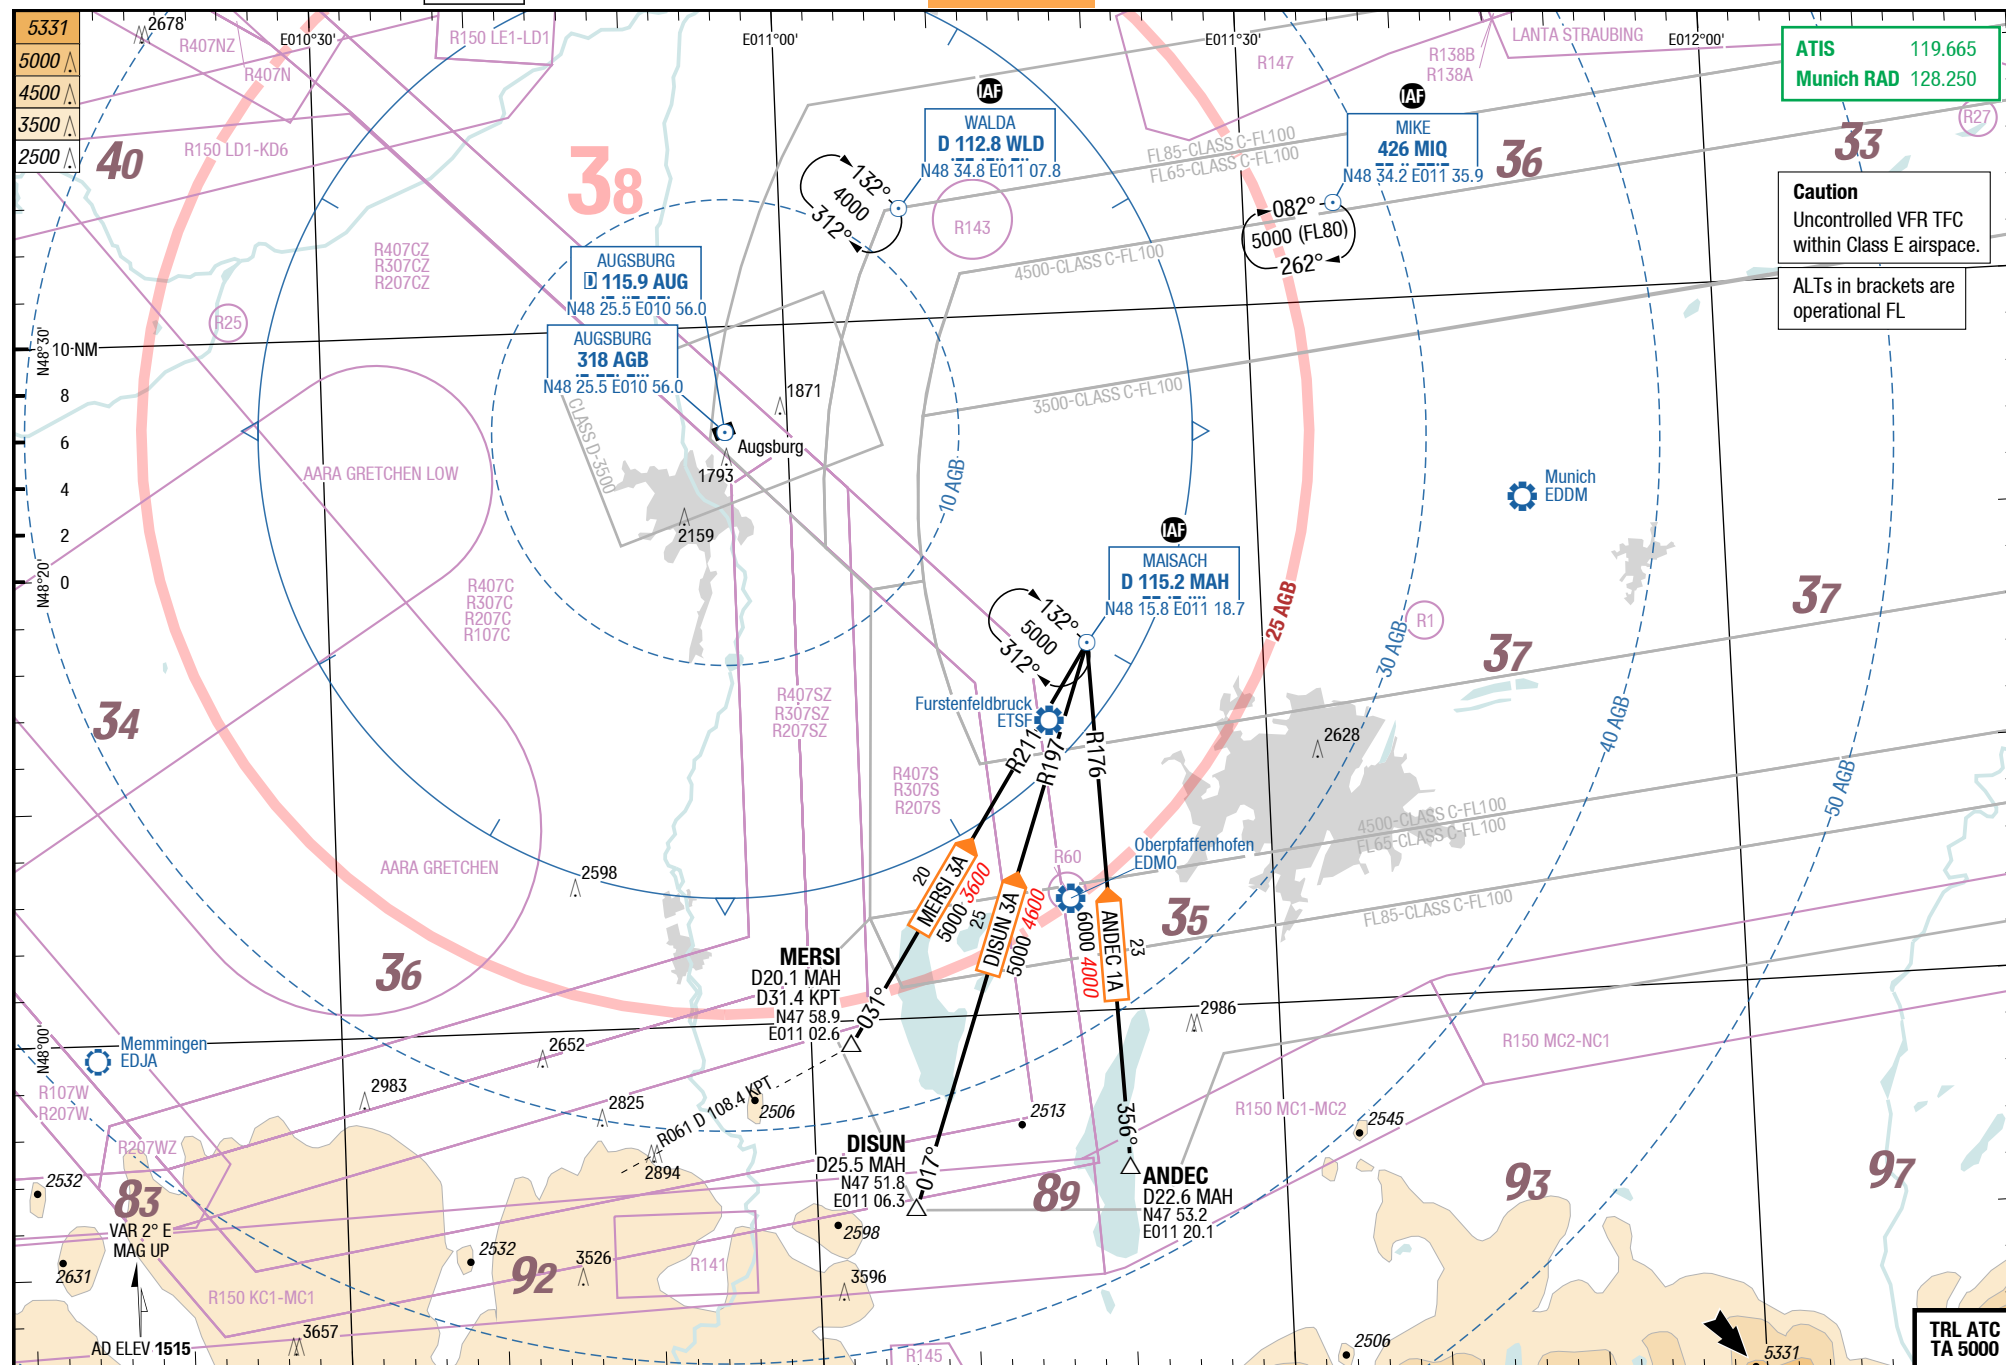 5331
5000
4500
3500
2500
2678
R407NZ
R407N
E010°30'
R150 LE1-LD1
E011°00'
E011°30'
R147
R138B
R138A
LANTA STRAUBING
E012°00'
ATIS 119.665
Munich RAD 128.250
R27
40
R150 LD1-KD6
38
IAF
WALDA
D 112.8 WLD
N48 34.8 E011 07.8
132°
4000
312°
R143
FL85-CLASS C-FL100
FL65-CLASS C-FL100
IAF
MIKE
426 MIQ
N48 34.2 E011 35.9
082°
5000 (FL80)
262°
36
33
Caution
Uncontrolled VFR TFC
within Class E airspace.
ALTs in brackets are
operational FL
R407CZ
R307CZ
R207CZ
R25
AUGSBURG
D 115.9 AUG
N48 25.5 E010 56.0
AUGSBURG
318 AGB
N48 25.5 E010 56.0
4500-CLASS C-FL100
3500-CLASS C-FL100
N48°30'
10 NM
8
6
4
2
0
N48°20'
1871
Augsburg
1793
2159
CLASS D-3500
AARA GRETCHEN LOW
10 AGB
Munich
EDDM
IAF
MAISACH
D 115.2 MAH
N48 15.8 E011 18.7
132°
5000
312°
25 AGB
R1
30 AGB
37
37
R407C
R307C
R207C
R107C
R407SZ
R307SZ
R207SZ
34
Furstenfeldbruck
ETSF
R211
R197
R176
2628
40 AGB
50 AGB
R407S
R307S
R207S
4500-CLASS C-FL100
FL65-CLASS C-FL100
FL85-CLASS C-FL100
Oberpfaffenhofen
EDMO
R60
AARA GRETCHEN
2598
20
MERSI 3A
5000 3600
25
DISUN 3A
5000 4600
23
ANDEC 1A
6000 4000
35
36
MERSI
D20.1 MAH
D31.4 KPT
N47 58.9
E011 02.6
031°
2986
R150 MC2-NC1
N48°00'
Memmingen
EDJA
R107W
R207W
2652
2983
2825
R061 D 108.4 KPT
2506
2894
2513
356°
R150 MC1-MC2
2545
R207WZ
2532
83
DISUN
D25.5 MAH
N47 51.8
E011 06.3
017°
89
ANDEC
D22.6 MAH
N47 53.2
E011 20.1
93
97
VAR 2° E
MAG UP
2631
2532
92
3526
R141
2598
3596
R150 KC1-MC1
3657
AD ELEV 1515
R145
2506
5331
TRL ATC
TA 5000